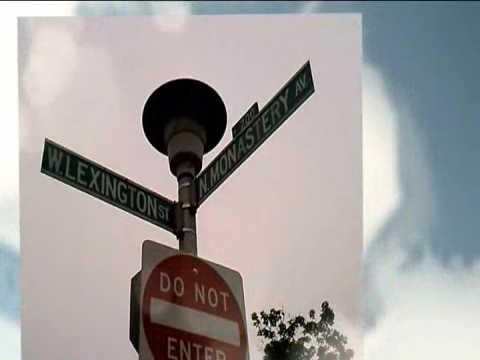 W. LEXINGTON ST
N. MONASTERY AV
DO NOT
ENTER